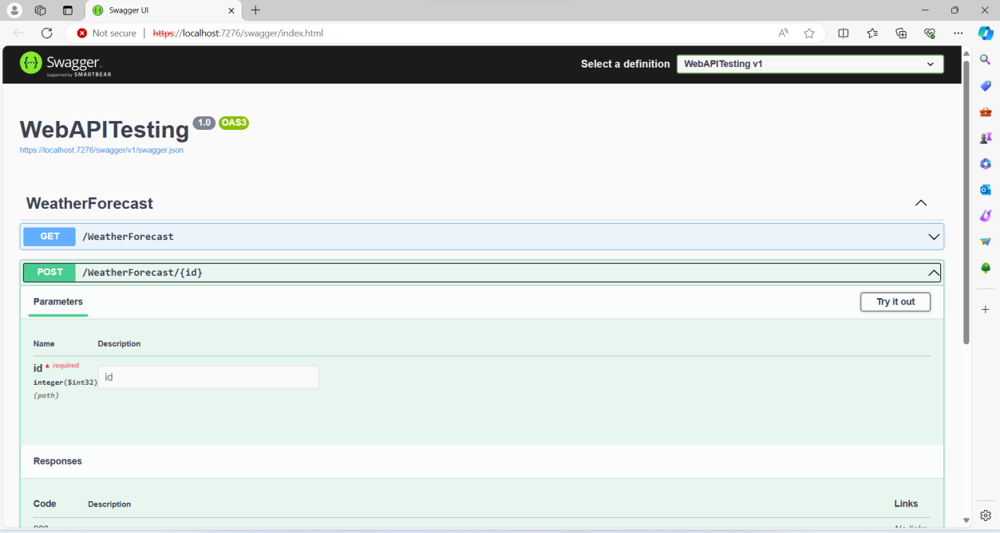 Swagger UI
Not secure | https://localhost:7276/swagger/index.html
Swagger.
Supported by SMARTBEAR
Select a definition
WebAPITesting v1
WebAPITesting 1.0 OAS3
https://localhost:7276/swagger/v1/swagger.json
WeatherForecast
GET /WeatherForecast
POST /WeatherForecast/{id}
Parameters
Try it out
Name Description
id * required
integer($int32)
(path)
id
Responses
Code Description Links